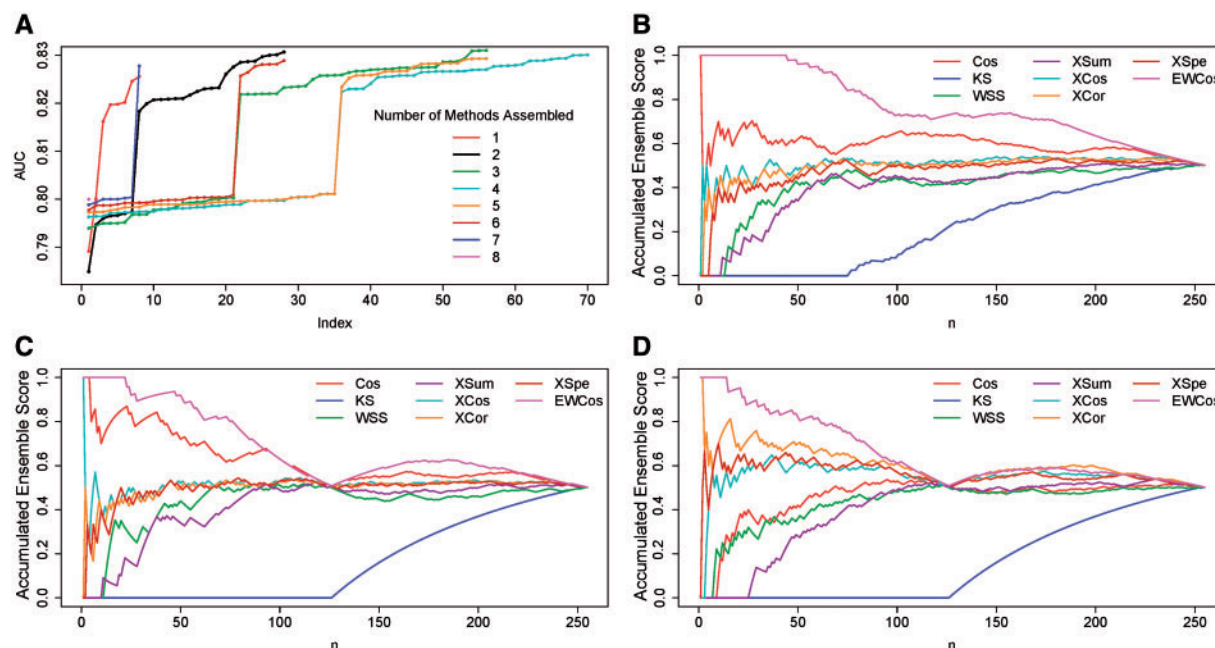 A
0.83
0.82
0.81
0.80
0.79
AUC
0 10 20 30 40 50 60 70
Index
Number of Methods Assembled
1
2
3
4
5
6
7
8
B
1.0
0.8
0.6
0.4
0.2
0.0
Accumulated Ensemble Score
0 50 100 150 200 250
n
Cos XSum XSpe
KS XCos EWCos
WSS XCor
C
1.0
0.8
0.6
0.4
0.2
0.0
Accumulated Ensemble Score
0 50 100 150 200 250
n
Cos XSum XSpe
KS XCos EWCos
WSS XCor
D
1.0
0.8
0.6
0.4
0.2
0.0
Accumulated Ensemble Score
0 50 100 150 200 250
n
Cos XSum XSpe
KS XCos EWCos
WSS XCor